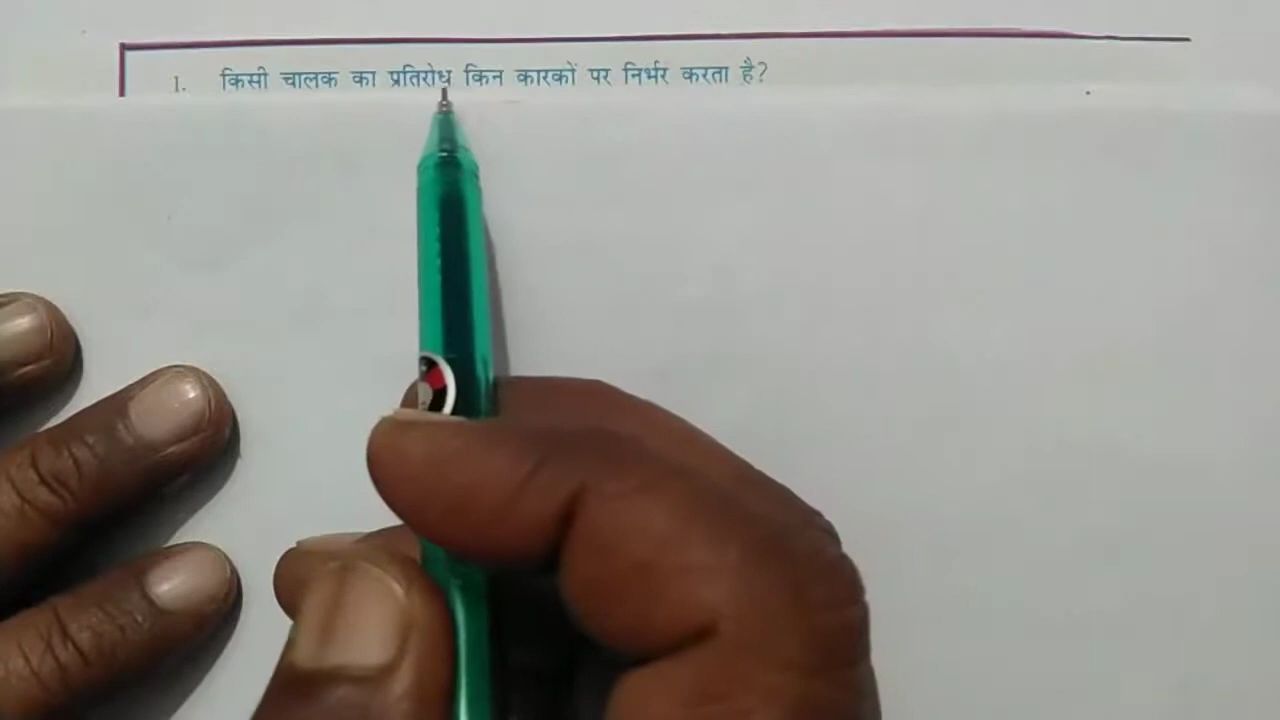 1. किसी चालक का प्रतिरोध किन कारकों पर निर्भर करता है?